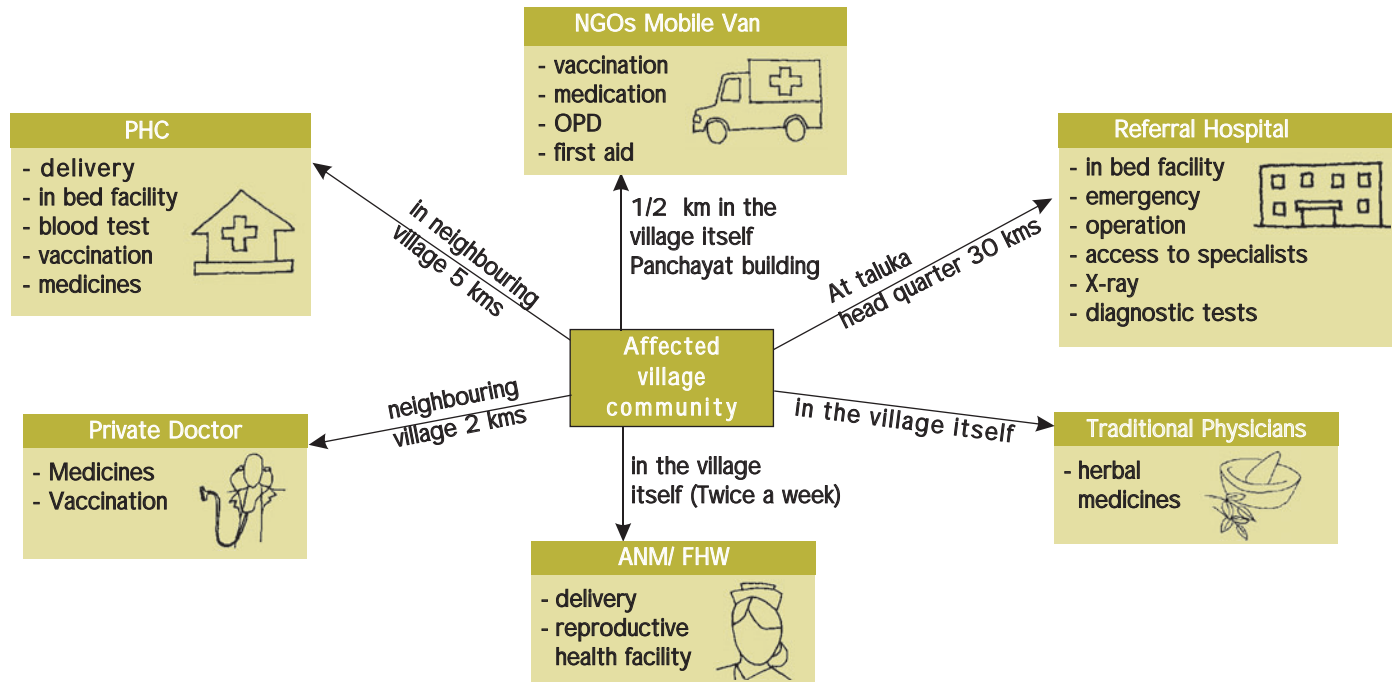 NGOs Mobile Van
- vaccination
- medication
- OPD
- first aid
PHC
- delivery
- in bed facility
- blood test
- vaccination
- medicines
Referral Hospital
- in bed facility
- emergency
- operation
- access to specialists
- X-ray
- diagnostic tests
in neighbouring
village 5 kms
1/2 km in the
village itself
Panchayat building
At taluka
head quarter 30 kms
Affected
village
community
neighbouring
village 2 kms
in the village itself
Private Doctor
- Medicines
- Vaccination
in the village
itself (Twice a week)
Traditional Physicians
- herbal
medicines
ANM/ FHW
- delivery
- reproductive
health facility